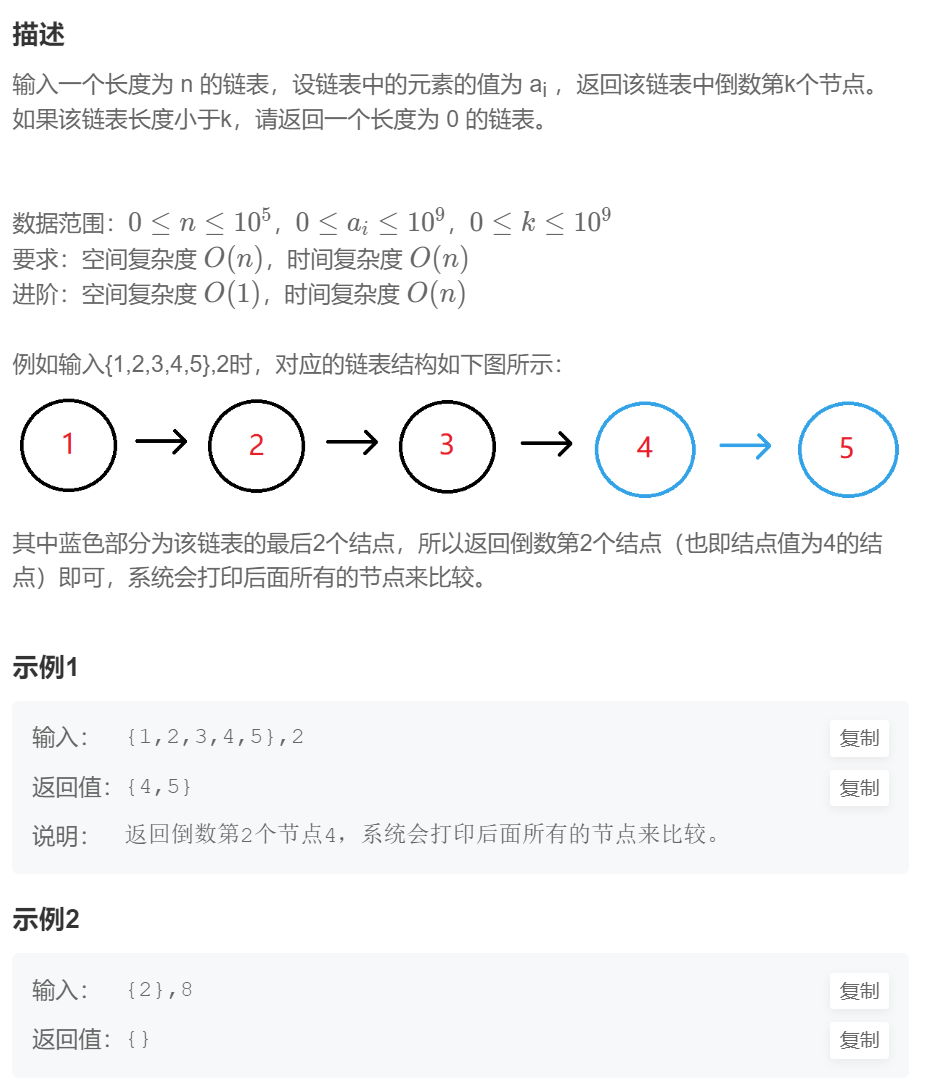 描述
输入一个长度为 n 的链表，设链表中的元素的值为 ai ，返回该链表中倒数第k个节点。
如果该链表长度小于k，请返回一个长度为 0 的链表。
数据范围：0 ≤ n ≤ 10^5，0 ≤ a_i ≤ 10^9，0 ≤ k ≤ 10^9
要求：空间复杂度 O(n)，时间复杂度 O(n)
进阶：空间复杂度 O(1)，时间复杂度 O(n)
例如输入{1,2,3,4,5},2时，对应的链表结构如下图所示：
1 → 2 → 3 → 4 → 5
其中蓝色部分为该链表的最后2个结点，所以返回倒数第2个结点（也即结点值为4的结
点）即可，系统会打印后面所有的节点来比较。
示例1
输入： {1,2,3,4,5},2 复制
返回值：{4,5} 复制
说明： 返回倒数第2个节点4，系统会打印后面所有的节点来比较。
示例2
输入： {2},8 复制
返回值：{} 复制